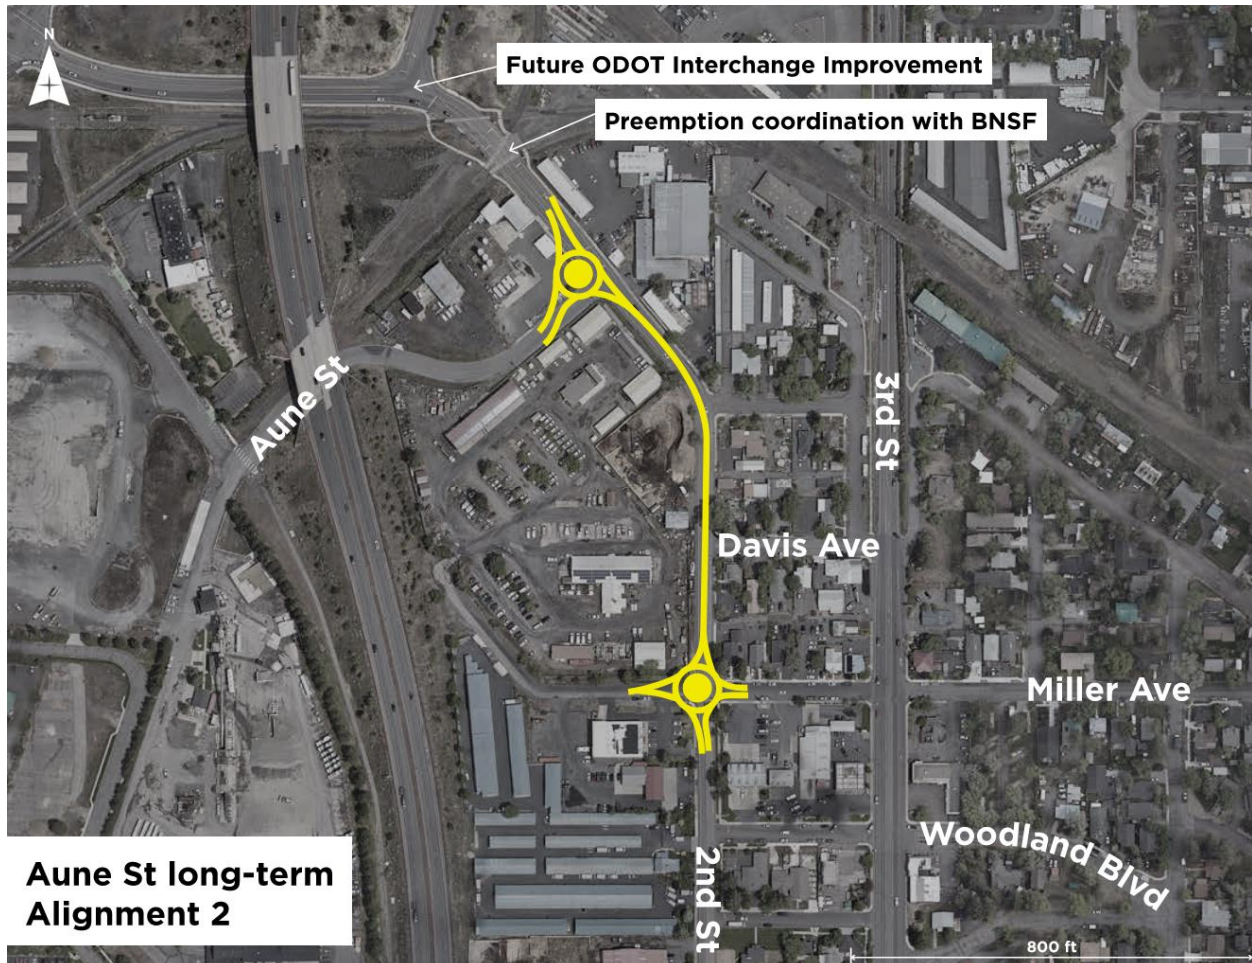 N
Future ODOT Interchange Improvement
Preemption coordination with BNSF
Aune St
3rd St
Davis Ave
Miller Ave
Woodland Blvd
2nd St
Aune St long-term
Alignment 2
800 ft